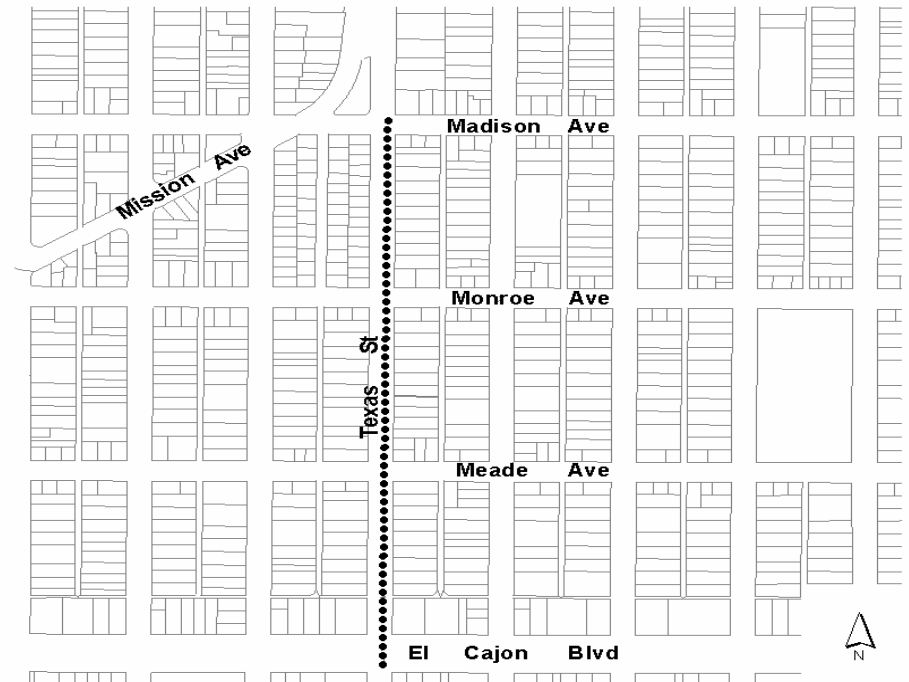 Madison Ave
Mission Ave
Monroe Ave
Texas St
Meade Ave
El Cajon Blvd
N